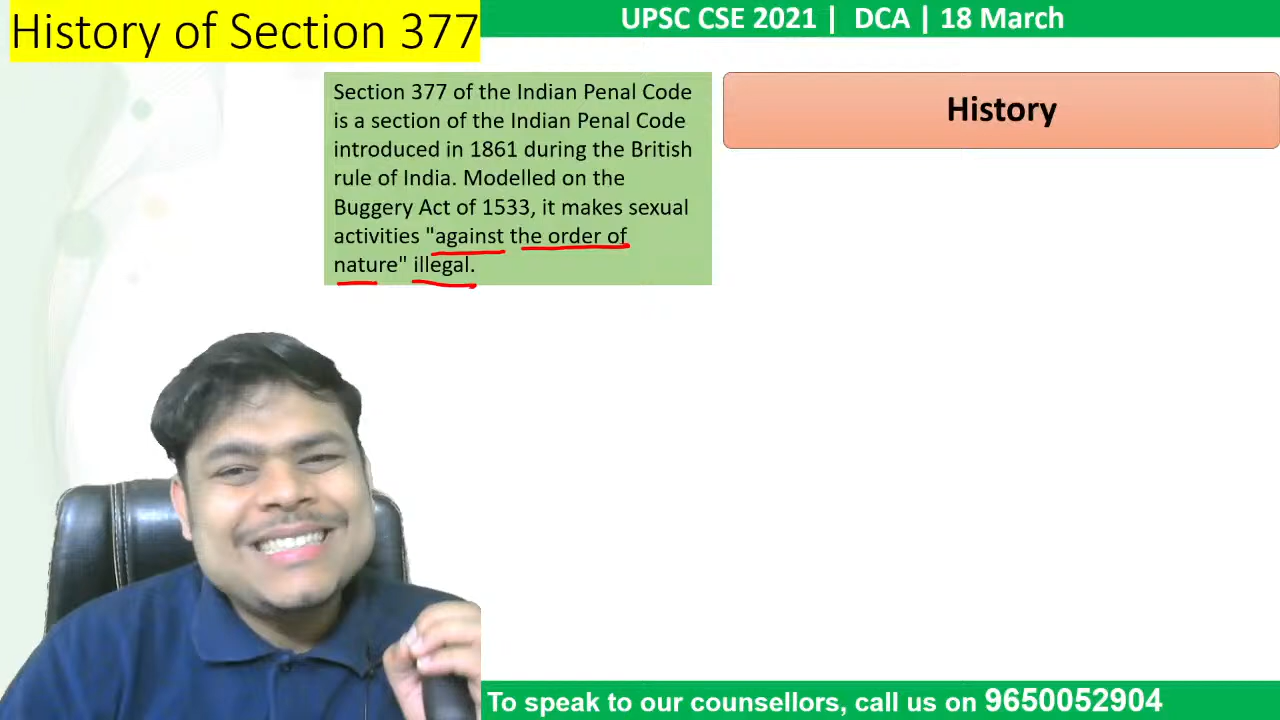 History of Section 377
UPSC CSE 2021 | DCA | 18 March
Section 377 of the Indian Penal Code
is a section of the Indian Penal Code
introduced in 1861 during the British
rule of India. Modelled on the
Buggery Act of 1533, it makes sexual
activities "against the order of
nature" illegal.
History
To speak to our counsellors, call us on 9650052904